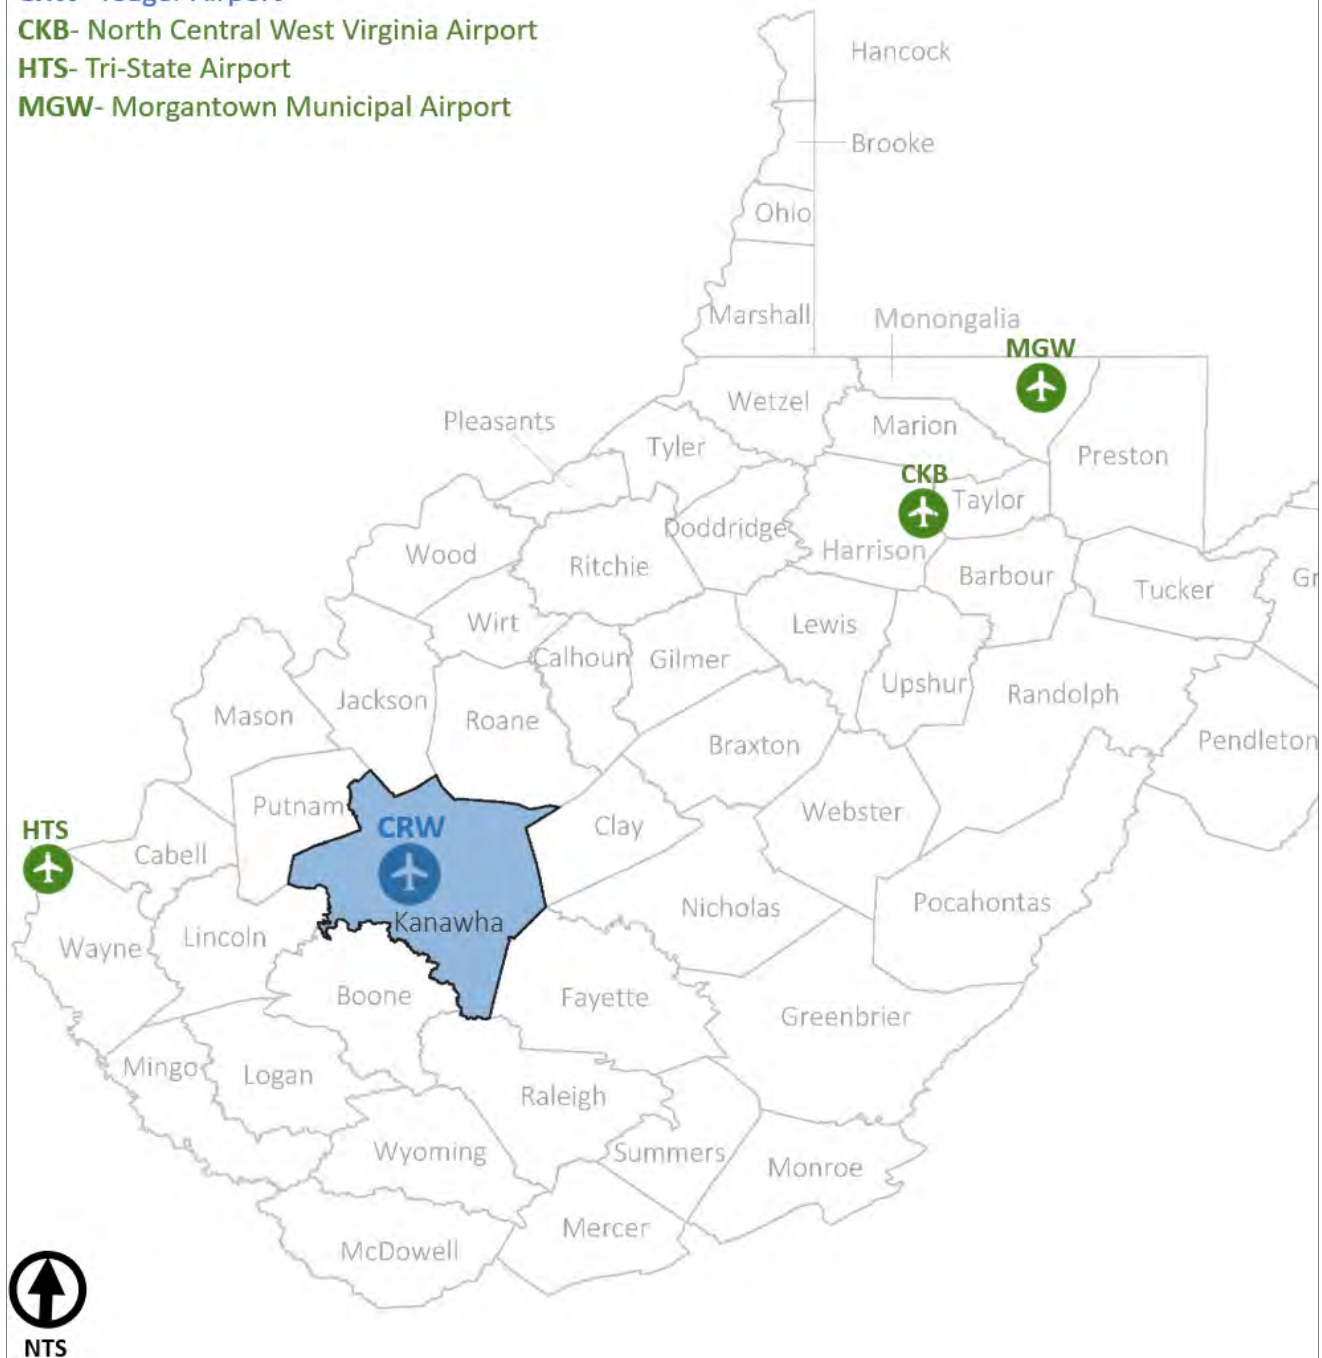 CKB- North Central West Virginia Airport
HTS- Tri-State Airport
MGW- Morgantown Municipal Airport
Hancock
Brooke
Ohio
Marshall
Monongalia
MGW
Wetzel
Pleasants
Marion
Tyler
Preston
CKB
Taylor
Doddridge
Wood
Harrison
Ritchie
Barbour
Tucker
Gr
Wirt
Lewis
Calhoun
Gilmer
Upshur
Randolph
Jackson
Mason
Roane
Braxton
Pendleton
Putnam
Webster
CRW
Clay
HTS
Cabell
Pocahontas
Nicholas
Kanawha
Lincoln
Wayne
Boone
Fayette
Greenbrier
Mingo
Logan
Raleigh
Wyoming
Summers
Monroe
Mercer
McDowell
NTS